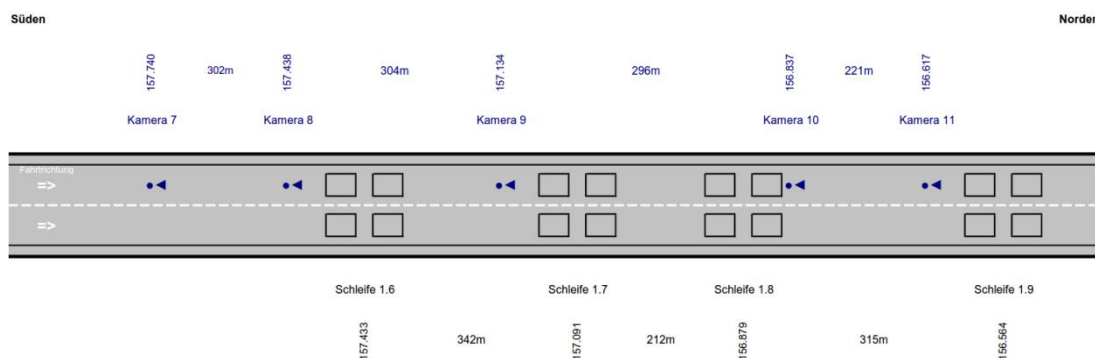 Süden Norden
157.740 302m 157.438 304m 157.134 296m 156.837 221m 156.617
Kamera 7 Kamera 8 Kamera 9 Kamera 10 Kamera 11
Fahrtrichtung
=>
=>
Schleife 1.6 Schleife 1.7 Schleife 1.8 Schleife 1.9
157.433 342m 157.091 212m 156.879 315m 156.564